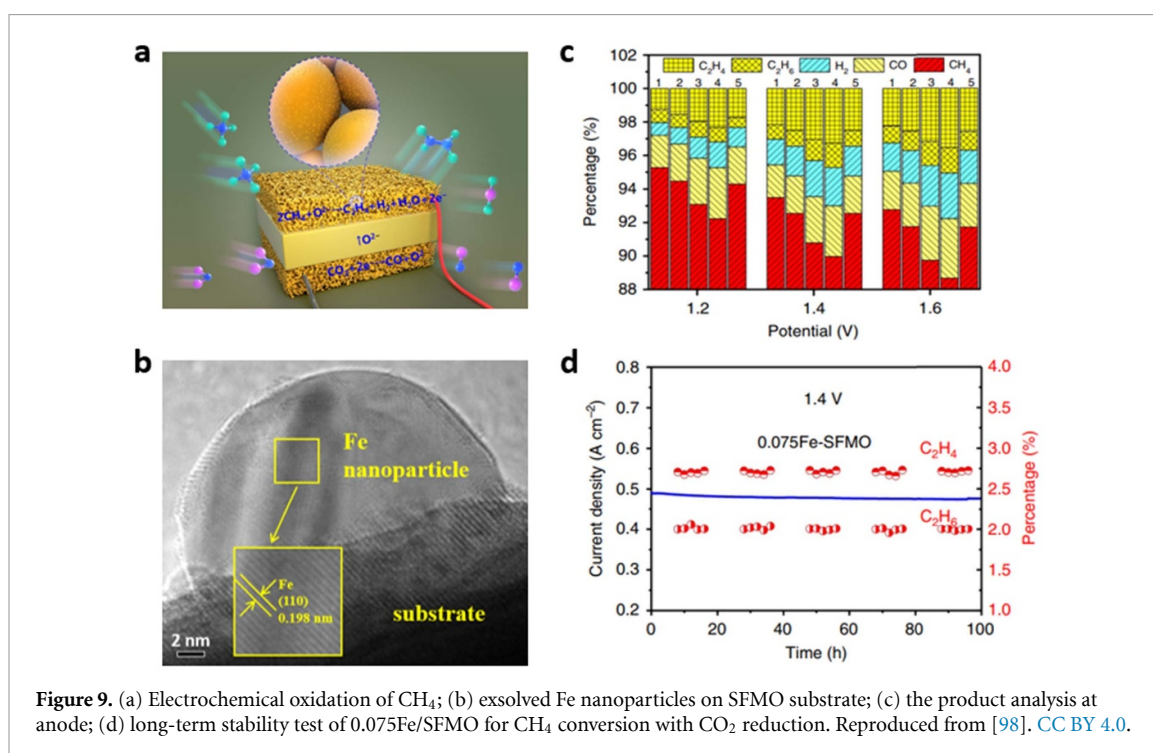 a
2CH₄+O²⁻→C₂H₄+H₂+H₂O+2e⁻
↑O²⁻
CO₂+2e⁻→CO+O²⁻
b
Fe
nanoparticle
Fe
(110)
0.198 nm
substrate
2 nm
c
102
100
98
96
94
92
90
88
Percentage (%)
C₂H₄ C₂H₆ H₂ CO CH₄
1 2 3 4 5 1 2 3 4 5 1 2 3 4 5
1.2 1.4 1.6
Potential (V)
d
0.8
0.7
0.6
0.5
0.4
0.3
0.2
Current density (A cm⁻²)
1.4 V
0.075Fe-SFMO
C₂H₄
C₂H₆
4.0
3.5
3.0
2.5
2.0
1.5
1.0
Percentage (%)
0 20 40 60 80 100
Time (h)
Figure 9. (a) Electrochemical oxidation of CH₄; (b) exsolved Fe nanoparticles on SFMO substrate; (c) the product analysis at
anode; (d) long-term stability test of 0.075Fe/SFMO for CH₄ conversion with CO₂ reduction. Reproduced from [98]. CC BY 4.0.